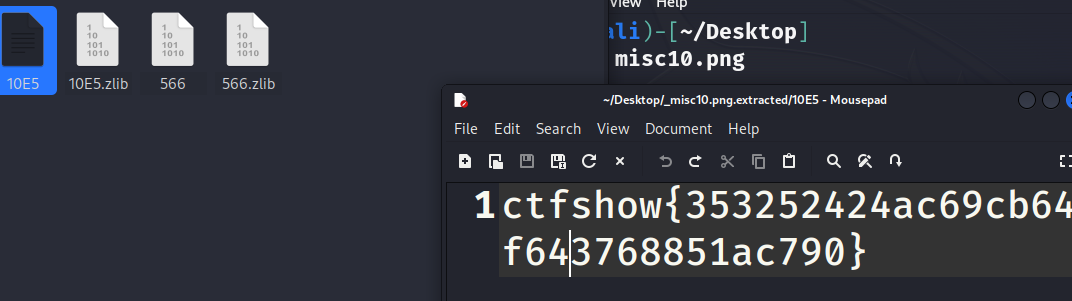 View Help
ali)-[~/Desktop]
misc10.png
1
10
101
1010
1
10
101
1010
1
10
101
1010
10E5 10E5.zlib 566 566.zlib
~/Desktop/_misc10.png.extracted/10E5 - Mousepad
File Edit Search View Document Help
1 ctfshow{353252424ac69cb64
f643768851ac790}